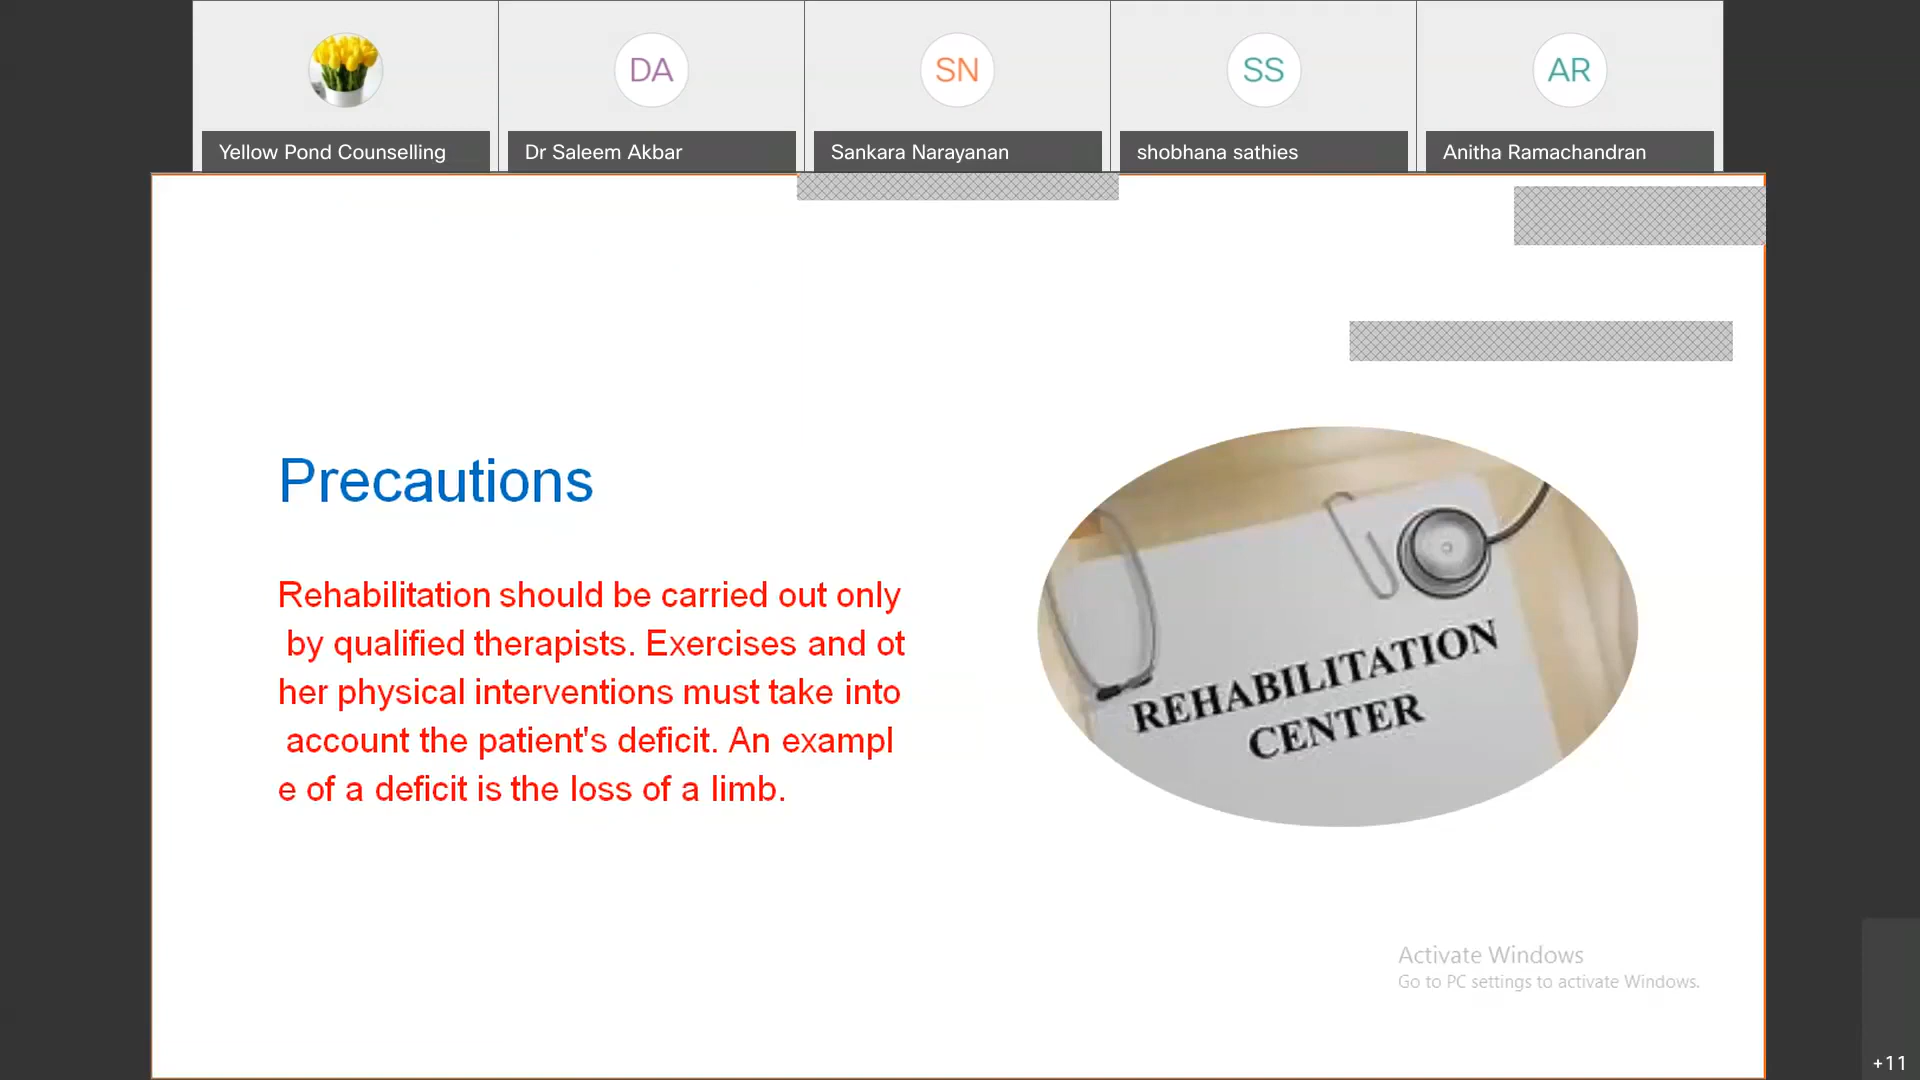 DA
SN
SS
AR
Yellow Pond Counselling
Dr Saleem Akbar
Sankara Narayanan
shobhana sathies
Anitha Ramachandran
Precautions
Rehabilitation should be carried out only
by qualified therapists. Exercises and ot
her physical interventions must take into
account the patient's deficit. An exampl
e of a deficit is the loss of a limb.
REHABILITATION
CENTER
Activate Windows
Go to PC settings to activate Windows.
+11